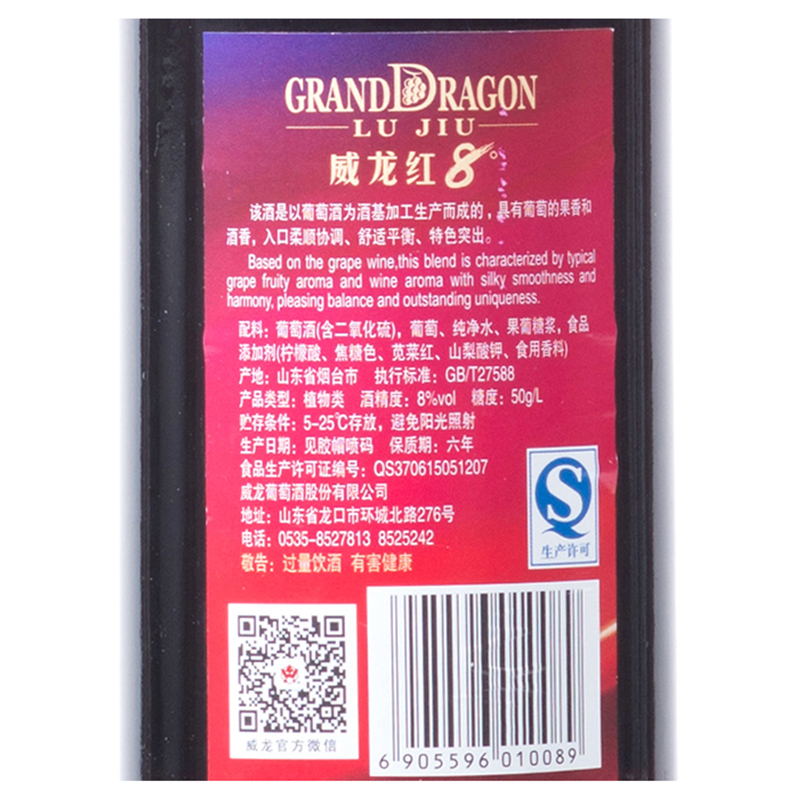 GRAND DRAGON
LU JIU
威龙红8°
该酒是以葡萄酒为酒基加工生产而成的，具有葡萄的果香和
酒香，入口柔顺协调、舒适平衡、特色突出。
Based on the grape wine,this blend is characterized by typical
grape fruity aroma and wine aroma with silky smoothness and
harmony, pleasing balance and outstanding uniqueness.
配料：葡萄酒(含二氧化硫)，葡萄、纯净水、果葡糖浆，食品
添加剂(柠檬酸、焦糖色、苋菜红、山梨酸钾、食用香料)
产地：山东省烟台市 执行标准：GB/T27588
产品类型：植物类 酒精度：8%vol 糖度：50g/L
贮存条件：5-25℃存放，避免阳光照射
生产日期：见胶帽喷码 保质期：六年
食品生产许可证编号：QS370615051207
威龙葡萄酒股份有限公司
地址：山东省龙口市环城北路276号
电话：0535-8527813 8525242
敬告：过量饮酒 有害健康
QS
生产许可
威龙官方微信
6 905596 010089